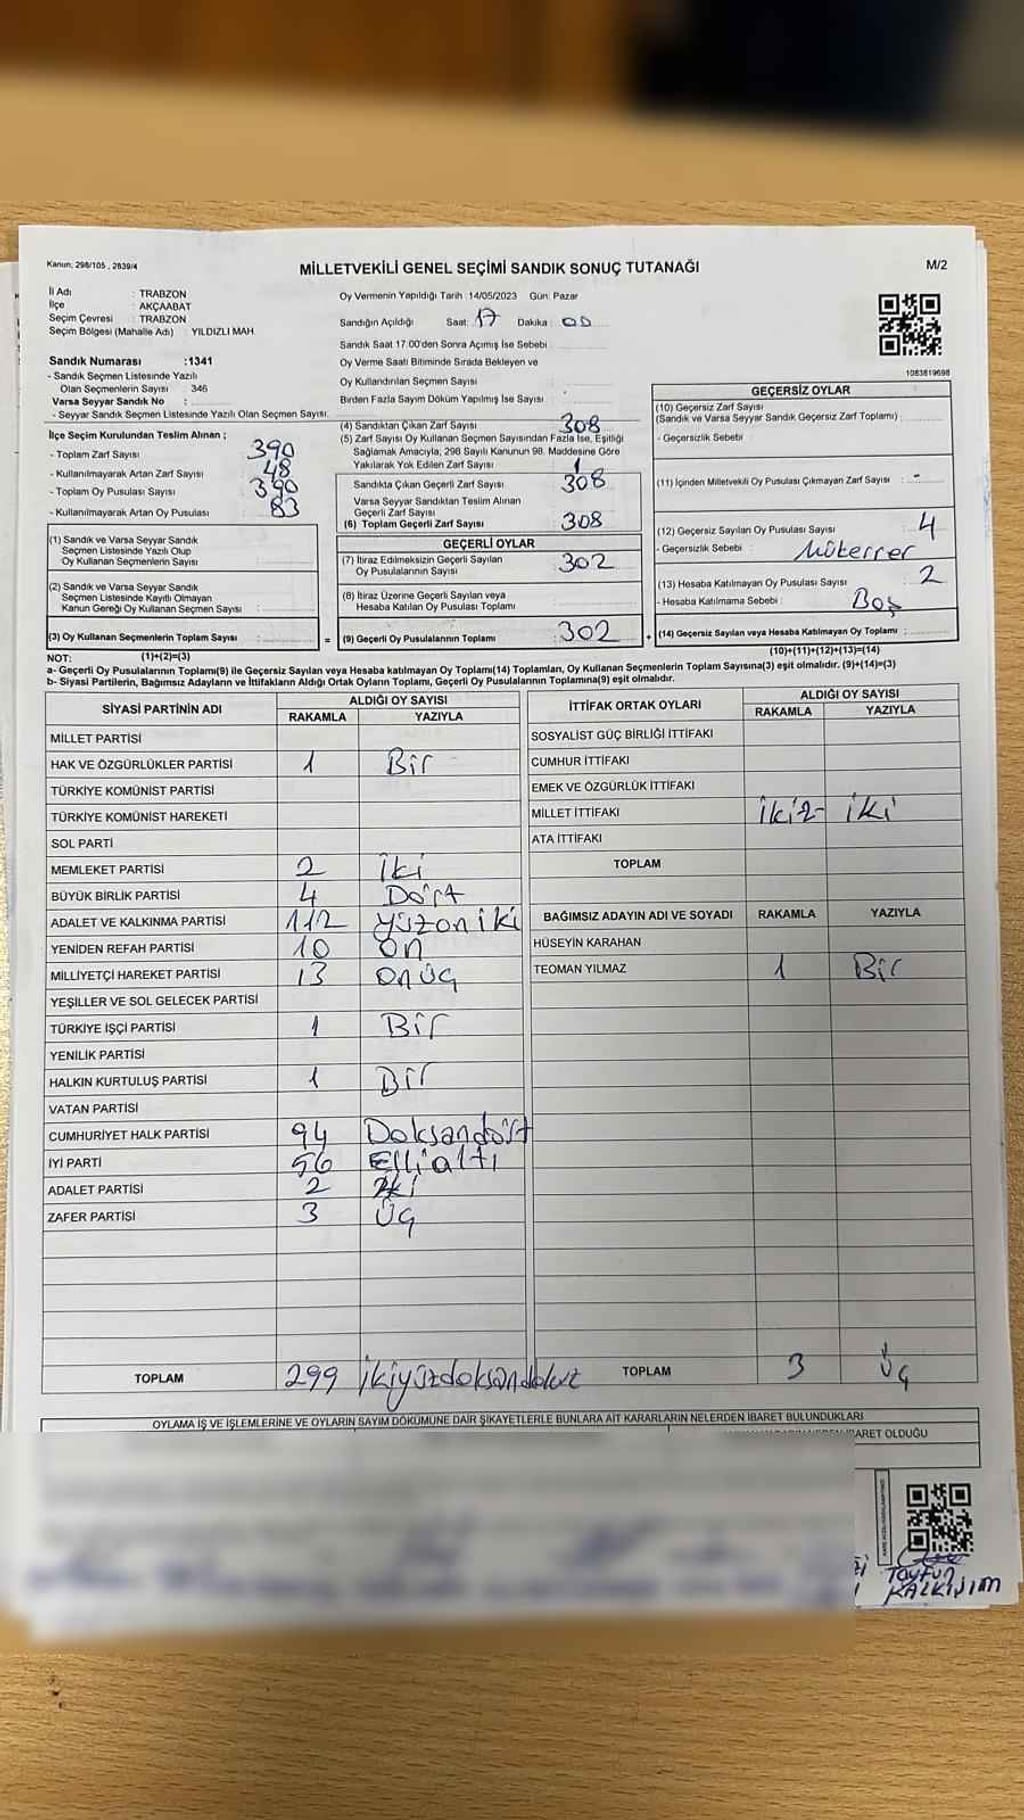 Kanun; 298/105 , 2839/4
MİLLETVEKİLİ GENEL SEÇİMİ SANDIK SONUÇ TUTANAĞI
M/2
İl Adı : TRABZON
İlçe : AKÇAABAT
Seçim Çevresi : TRABZON
Seçim Bölgesi (Mahalle Adı) : YILDIZLI MAH.
Sandık Numarası :1341
- Sandık Seçmen Listesinde Yazılı
Olan Seçmenlerin Sayısı : 346
Varsa Seyyar Sandık No :
- Seyyar Sandık Seçmen Listesinde Yazılı Olan Seçmen Sayısı:
İlçe Seçim Kurulundan Teslim Alınan ;
- Toplam Zarf Sayısı : 390
- Kullanılmayarak Artan Zarf Sayısı : 48
- Toplam Oy Pusulası Sayısı : 390
- Kullanılmayarak Artan Oy Pusulası : 83
(1) Sandık ve Varsa Seyyar Sandık
Seçmen Listesinde Yazılı Olup
Oy Kullanan Seçmenlerin Sayısı :
(2) Sandık ve Varsa Seyyar Sandık
Seçmen Listesinde Kayıtlı Olmayan
Kanun Gereği Oy Kullanan Seçmen Sayısı :
(3) Oy Kullanan Seçmenlerin Toplam Sayısı :
(1)+(2)=(3)
Oy Vermenin Yapıldığı Tarih :14/05/2023 Gün: Pazar
Sandığın Açıldığı Saat: 17 Dakika : 00
Sandık Saat 17.00'den Sonra Açımış İse Sebebi
Oy Verme Saati Bitiminde Sırada Bekleyen ve
Oy Kullandırılan Seçmen Sayısı :
Birden Fazla Sayım Döküm Yapılmış İse Sayısı :
(4) Sandıktan Çıkan Zarf Sayısı : 308
(5) Zarf Sayısı Oy Kullanan Seçmen Sayısından Fazla İse, Eşitliği
Sağlamak Amacıyla, 298 Sayılı Kanunun 98. Maddesine Göre
Yakılarak Yok Edilen Zarf Sayısı :
Sandıkta Çıkan Geçerli Zarf Sayısı : 308
Varsa Seyyar Sandıktan Teslim Alınan
Geçerli Zarf Sayısı :
(6) Toplam Geçerli Zarf Sayısı : 308
GEÇERLİ OYLAR
(7) İtiraz Edilmeksizin Geçerli Sayılan
Oy Pusulalarının Sayısı : 302
(8) İtiraz Üzerine Geçerli Sayılan veya
Hesaba Katılan Oy Pusulası Toplamı :
= (9) Geçerli Oy Pusulalarının Toplamı : 302 +
1083819698
GEÇERSİZ OYLAR
(10) Geçersiz Zarf Sayısı
(Sandık ve Varsa Seyyar Sandık Geçersiz Zarf Toplamı) :
- Geçersizlik Sebebi :
(11) İçinden Milletvekili Oy Pusulası Çıkmayan Zarf Sayısı : -
(12) Geçersiz Sayılan Oy Pusulası Sayısı : 4
- Geçersizlik Sebebi : Mükerrer
(13) Hesaba Katılmayan Oy Pusulası Sayısı : 2
- Hesaba Katılmama Sebebi : Boş
(14) Geçersiz Sayılan veya Hesaba Katılmayan Oy Toplamı :
(10)+(11)+(12)+(13)=(14)
NOT:
a- Geçerli Oy Pusulalarının Toplamı(9) ile Geçersiz Sayılan veya Hesaba katılmayan Oy Toplamı(14) Toplamları, Oy Kullanan Seçmenlerin Toplam Sayısına(3) eşit olmalıdır. (9)+(14)=(3)
b- Siyasi Partilerin, Bağımsız Adayların ve İttifakların Aldığı Ortak Oyların Toplamı, Geçerli Oy Pusulalarının Toplamına(9) eşit olmalıdır.
SİYASİ PARTİNİN ADI ALDIĞI OY SAYISI
RAKAMLA YAZIYLA
MİLLET PARTİSİ
HAK VE ÖZGÜRLÜKLER PARTİSİ 1 Bir
TÜRKİYE KOMÜNİST PARTİSİ
TÜRKİYE KOMÜNİST HAREKETİ
SOL PARTİ
MEMLEKET PARTİSİ 2 İki
BÜYÜK BİRLİK PARTİSİ 4 Dört
ADALET VE KALKINMA PARTİSİ 112 Yüzoniki
YENİDEN REFAH PARTİSİ 10 On
MİLLİYETÇİ HAREKET PARTİSİ 13 Onüç
YEŞİLLER VE SOL GELECEK PARTİSİ
TÜRKİYE İŞÇİ PARTİSİ 1 Bir
YENİLİK PARTİSİ
HALKIN KURTULUŞ PARTİSİ 1 Bir
VATAN PARTİSİ
CUMHURİYET HALK PARTİSİ 94 Doksandört
İYİ PARTİ 56 Ellialtı
ADALET PARTİSİ 2 İki
ZAFER PARTİSİ 3 Üç
TOPLAM 299 İkiyüzdoksandokuz
İTTİFAK ORTAK OYLARI ALDIĞI OY SAYISI
RAKAMLA YAZIYLA
SOSYALİST GÜÇ BİRLİĞİ İTTİFAKI
CUMHUR İTTİFAKI
EMEK VE ÖZGÜRLÜK İTTİFAKI
MİLLET İTTİFAKI İki2- İki
ATA İTTİFAKI
TOPLAM
BAĞIMSIZ ADAYIN ADI VE SOYADI RAKAMLA YAZIYLA
HÜSEYİN KARAHAN
TEOMAN YILMAZ 1 Bir
TOPLAM 3 Üç
OYLAMA İŞ VE İŞLEMLERİNE VE OYLARIN SAYIM DÖKÜMÜNE DAİR ŞİKAYETLERLE BUNLARA AİT KARARLARIN NELERDEN İBARET BULUNDUKLARI
BARET OLDUĞU
Tayfun
KALKIŞIM